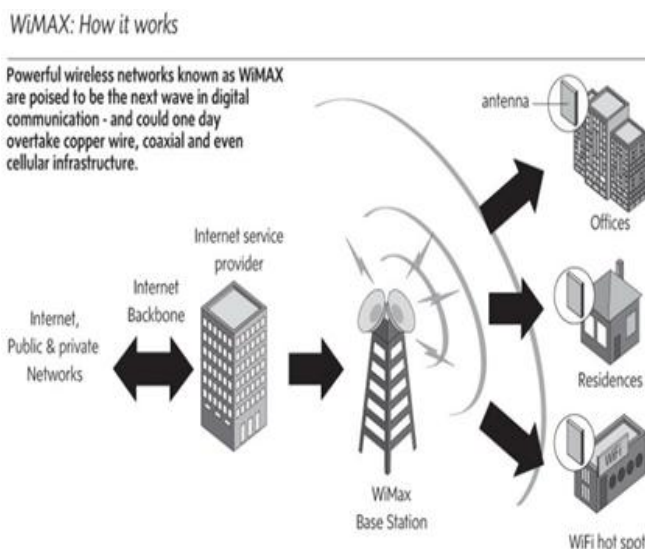 WiMAX: How it works
Powerful wireless networks known as WiMAX
are poised to be the next wave in digital
communication - and could one day
overtake copper wire, coaxial and even
cellular infrastructure.
antenna
Offices
Internet service
provider
Internet
Backbone
Internet,
Public & private
Networks
Residences
WiFi
WiMax
Base Station
WiFi hot spot